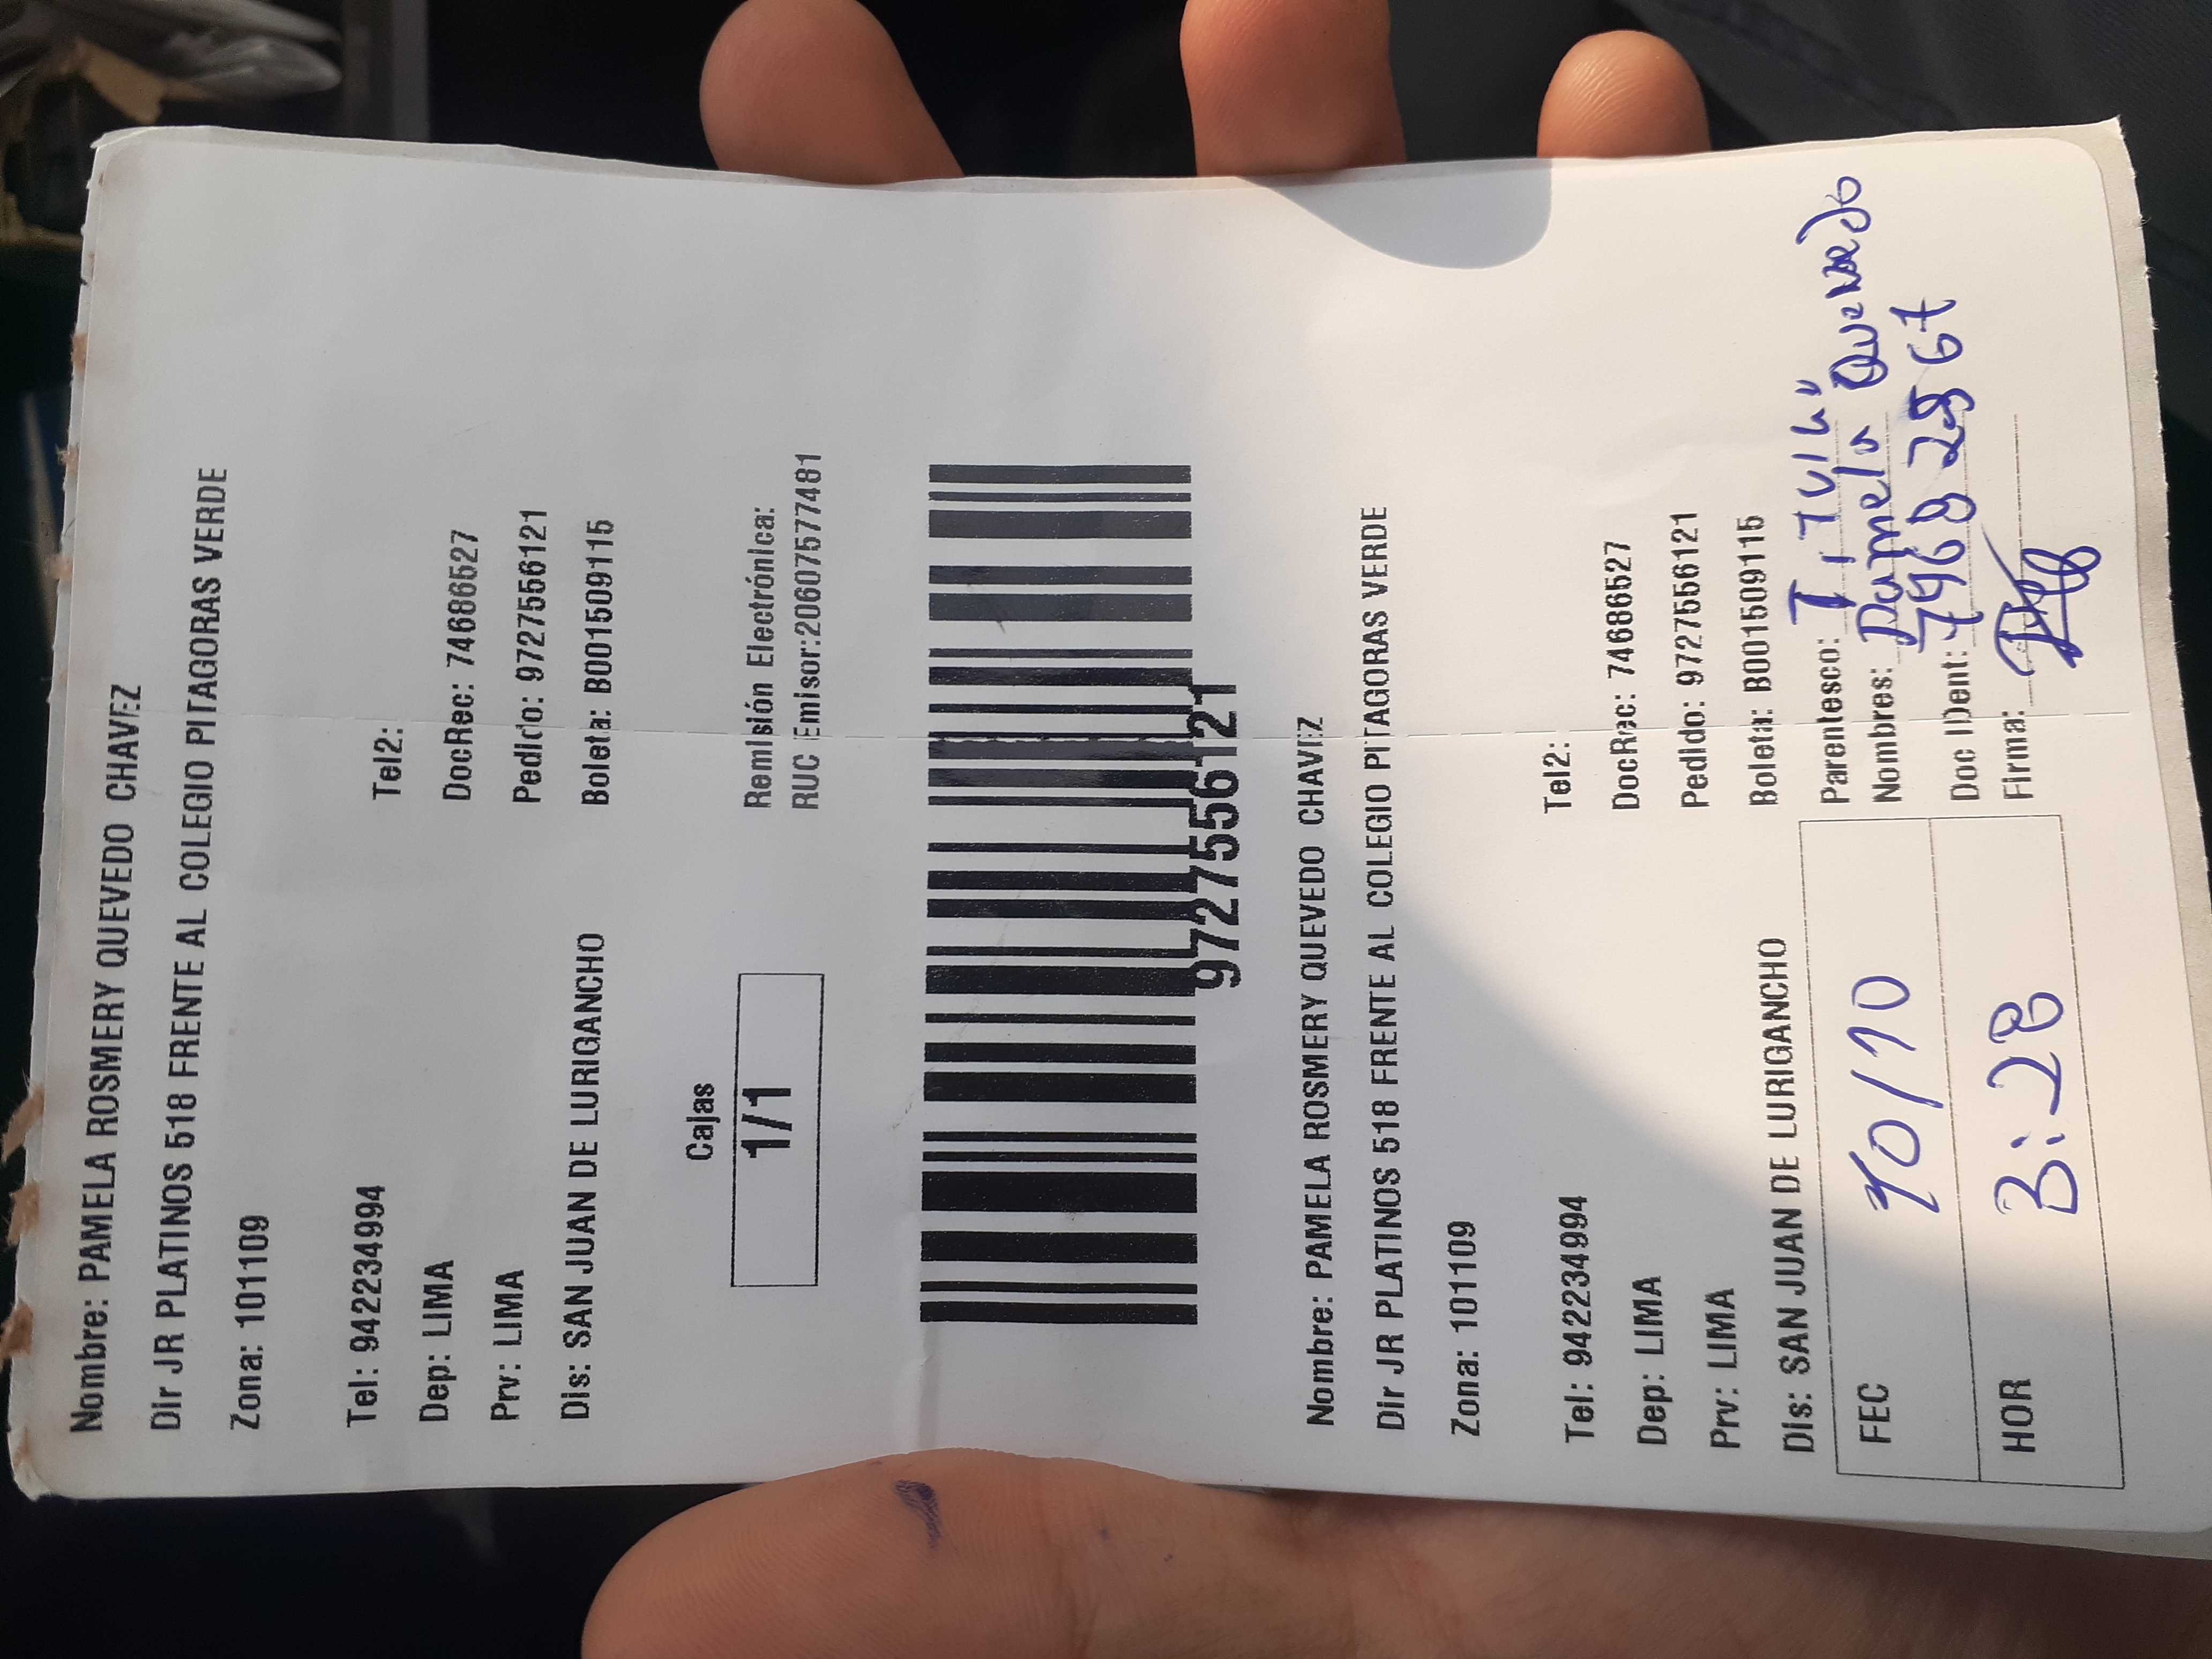 Nombre: PAMELA ROSMERY QUEVEDO CHAVEZ
Dir JR PLATINOS 518 FRENTE AL COLEGIO PITAGORAS VERDE
Zona: 101109
Tel: 942234994 Tel2:
Dep: LIMA DocRec: 74686527
Prv: LIMA Pedido: 9727556121
Dis: SAN JUAN DE LURIGANCHO Boleta: B001509115
Cajas Remisión Electrónica:
1/1 RUC Emisor:20607577481
9727556121
Nombre: PAMELA ROSMERY QUEVEDO CHAVEZ
Dir JR PLATINOS 518 FRENTE AL COLEGIO PITAGORAS VERDE
Zona: 101109
Tel: 942234994 Tel2:
Dep: LIMA DocRec: 74686527
Prv: LIMA Pedido: 9727556121
Dis: SAN JUAN DE LURIGANCHO Boleta: B001509115
FEC 10/10 Parentesco:
Nombres: Pamela Quevedo
HOR 3:28 Doc IDent:
Firma: